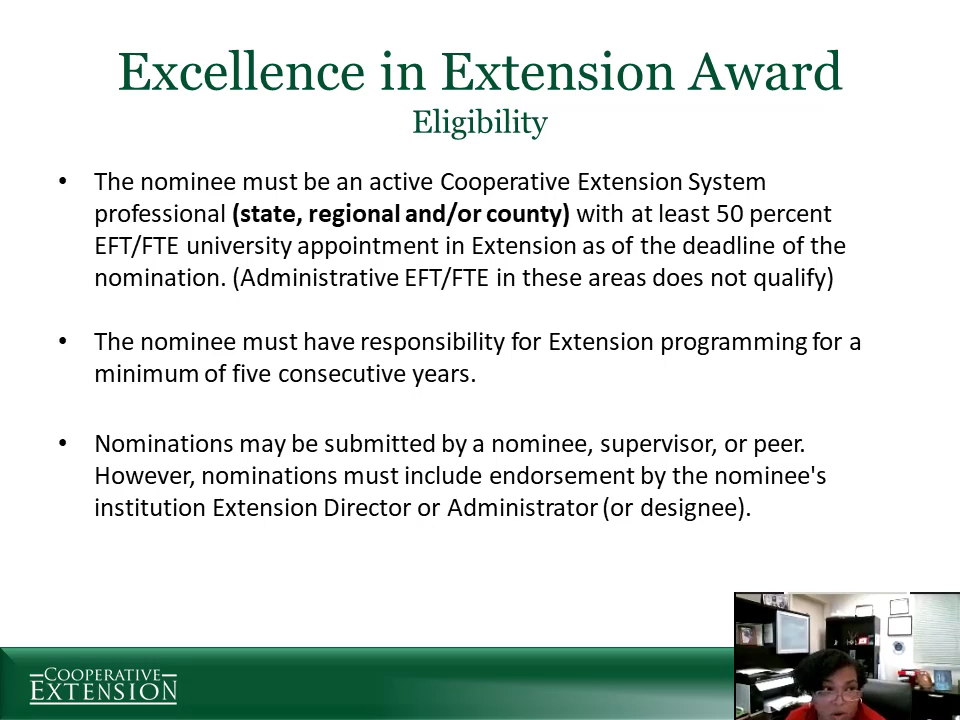 Excellence in Extension Award
Eligibility
• The nominee must be an active Cooperative Extension System
professional (state, regional and/or county) with at least 50 percent
EFT/FTE university appointment in Extension as of the deadline of the
nomination. (Administrative EFT/FTE in these areas does not qualify)
• The nominee must have responsibility for Extension programming for a
minimum of five consecutive years.
• Nominations may be submitted by a nominee, supervisor, or peer.
However, nominations must include endorsement by the nominee's
institution Extension Director or Administrator (or designee).
COOPERATIVE
EXTENSION